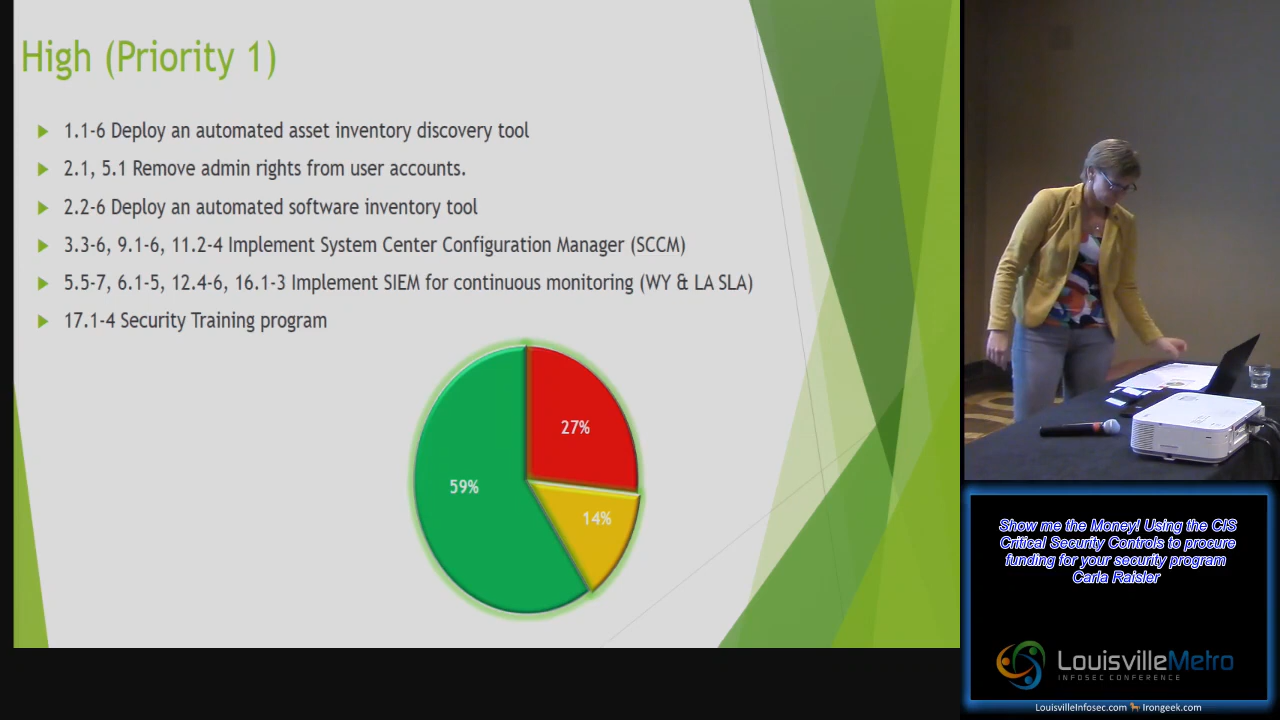 High (Priority 1)
1.1-6 Deploy an automated asset inventory discovery tool
2.1, 5.1 Remove admin rights from user accounts.
2.2-6 Deploy an automated software inventory tool
3.3-6, 9.1-6, 11.2-4 Implement System Center Configuration Manager (SCCM)
5.5-7, 6.1-5, 12.4-6, 16.1-3 Implement SIEM for continuous monitoring (WY & LA SLA)
17.1-4 Security Training program
27%
59%
14%
Show me the Money! Using the CIS
Critical Security Controls to procure
funding for your security program
Carla Raisler
LouisvilleMetro
INFOSEC CONFERENCE
LouisvilleInfosec.com Irongeek.com